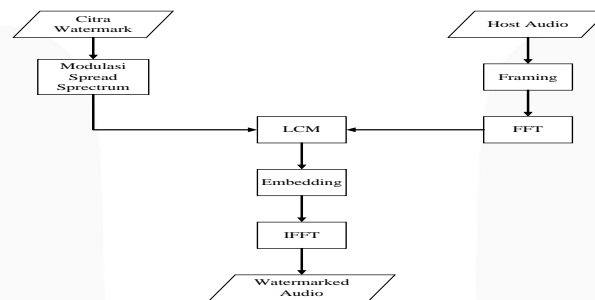 Citra
Watermark
Host Audio
Modulasi
Spread
Sprectrum
Framing
LCM
FFT
Embedding
IFFT
Watermarked
Audio